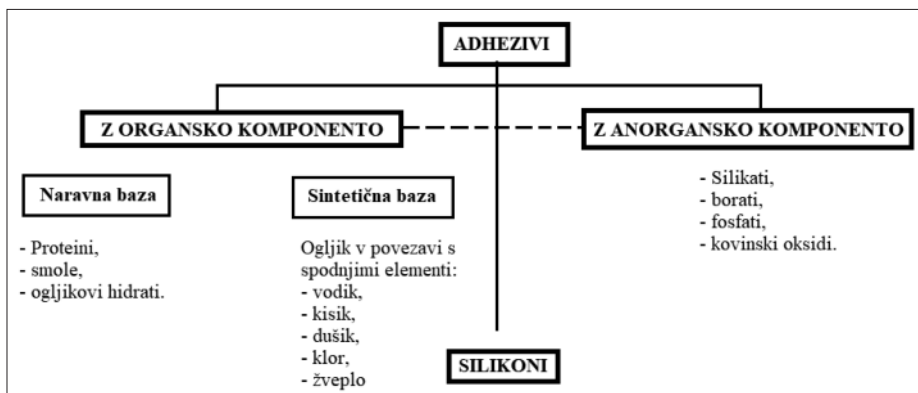 ADHEZIVI
Z ORGANSKO KOMPONENTO
Z ANORGANSKO KOMPONENTO
Naravna baza
- Proteini,
- smole,
- ogljikovi hidrati.
Sintetična baza
Ogljik v povezavi s
spodnjimi elementi:
- vodik,
- kisik,
- dušik,
- klor,
- žveplo
- Silikati,
- borati,
- fosfati,
- kovinski oksidi.
SILIKONI